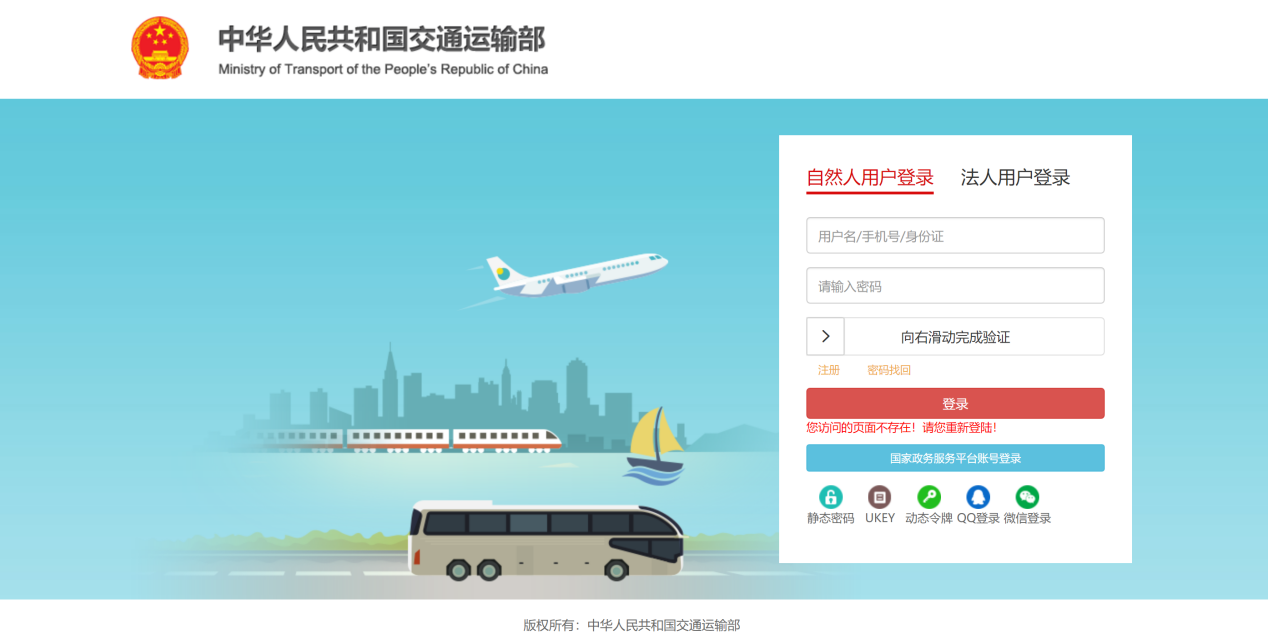 中华人民共和国交通运输部
Ministry of Transport of the People's Republic of China
自然人用户登录 法人用户登录
用户名/手机号/身份证
请输入密码
向右滑动完成验证
注册 密码找回
登录
您访问的页面不存在！请您重新登陆！
国家政务服务平台账号登录
静态密码 UKEY 动态令牌 QQ登录 微信登录
版权所有：中华人民共和国交通运输部